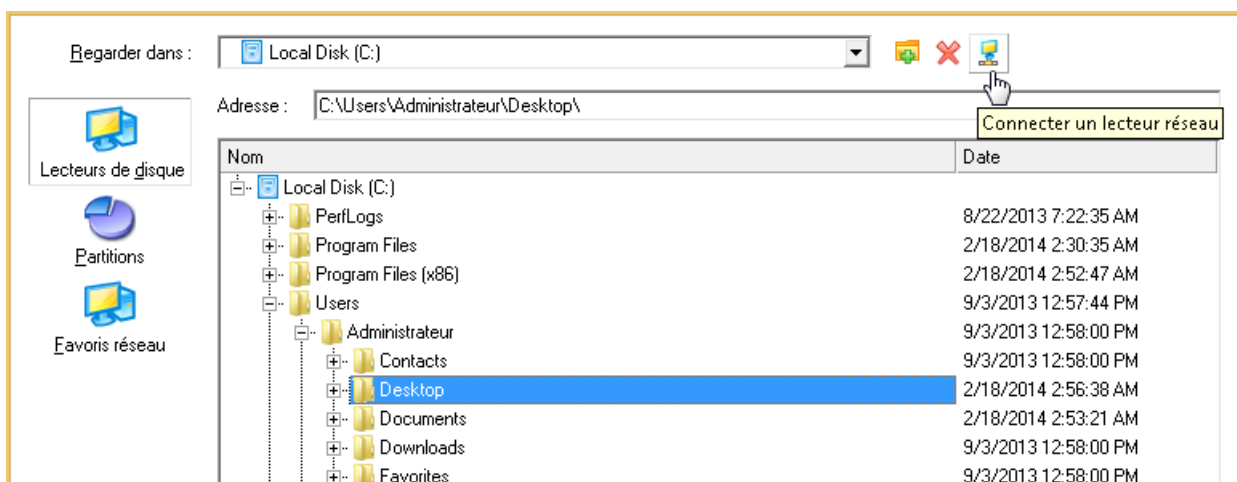 Regarder dans : Local Disk (C:)
Adresse : C:\Users\Administrateur\Desktop\
Connecter un lecteur réseau
Lecteurs de disque
Partitions
Favoris réseau
Nom Date
Local Disk (C:)
PerfLogs 8/22/2013 7:22:35 AM
Program Files 2/18/2014 2:30:35 AM
Program Files (x86) 2/18/2014 2:52:47 AM
Users 9/3/2013 12:57:44 PM
Administrateur 9/3/2013 12:58:00 PM
Contacts 9/3/2013 12:58:00 PM
Desktop 2/18/2014 2:56:38 AM
Documents 2/18/2014 2:53:21 AM
Downloads 9/3/2013 12:58:00 PM
Favorites 9/3/2013 12:58:00 PM